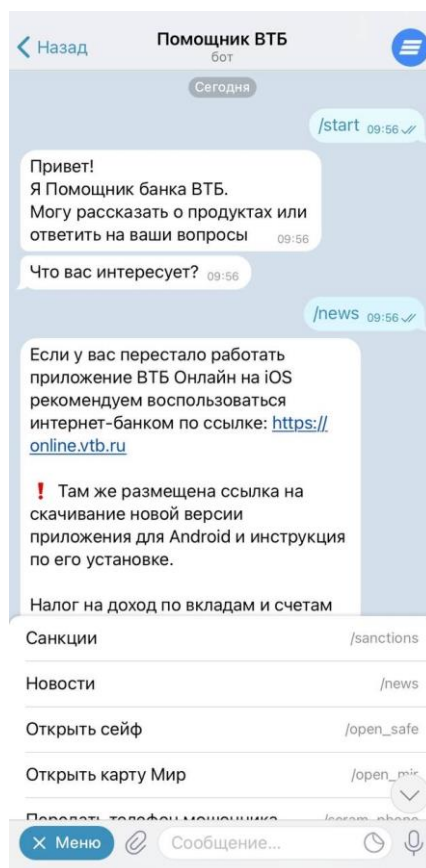 Назад
Помощник ВТБ
бот
Сегодня
/start 09:56
Привет!
Я Помощник банка ВТБ.
Могу рассказать о продуктах или
ответить на ваши вопросы 09:56
Что вас интересует? 09:56
/news 09:56
Если у вас перестало работать
приложение ВТБ Онлайн на iOS
рекомендуем воспользоваться
интернет-банком по ссылке: https://
online.vtb.ru
❗ Там же размещена ссылка на
скачивание новой версии
приложения для Android и инструкция
по его установке.
Налог на доход по вкладам и счетам
Санкции /sanctions
Новости /news
Открыть сейф /open_safe
Открыть карту Мир /open_mir
Передать телефон мошенника
Меню
Сообщение...